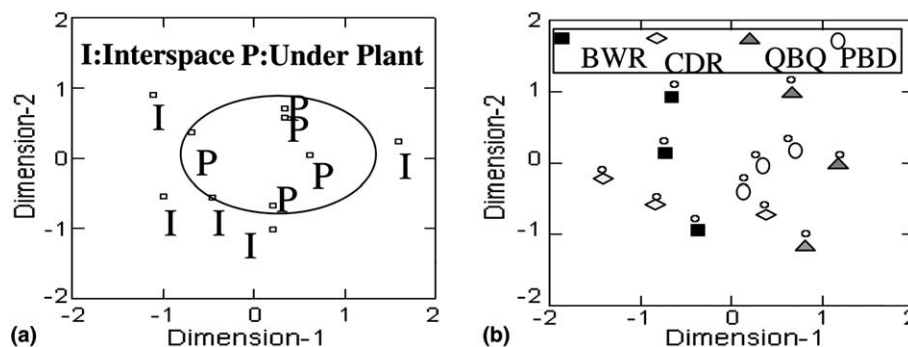 2
I:Interspace P:Under Plant
1
0
-1
-2
Dimension-2
I
P
P
P
I
P
P
I
I
I
-2
-1
0
1
2
Dimension-1
(a)
2
BWR CDR QBQ PBD
1
0
-1
-2
Dimension-2
-2
-1
0
1
2
Dimension-1
(b)